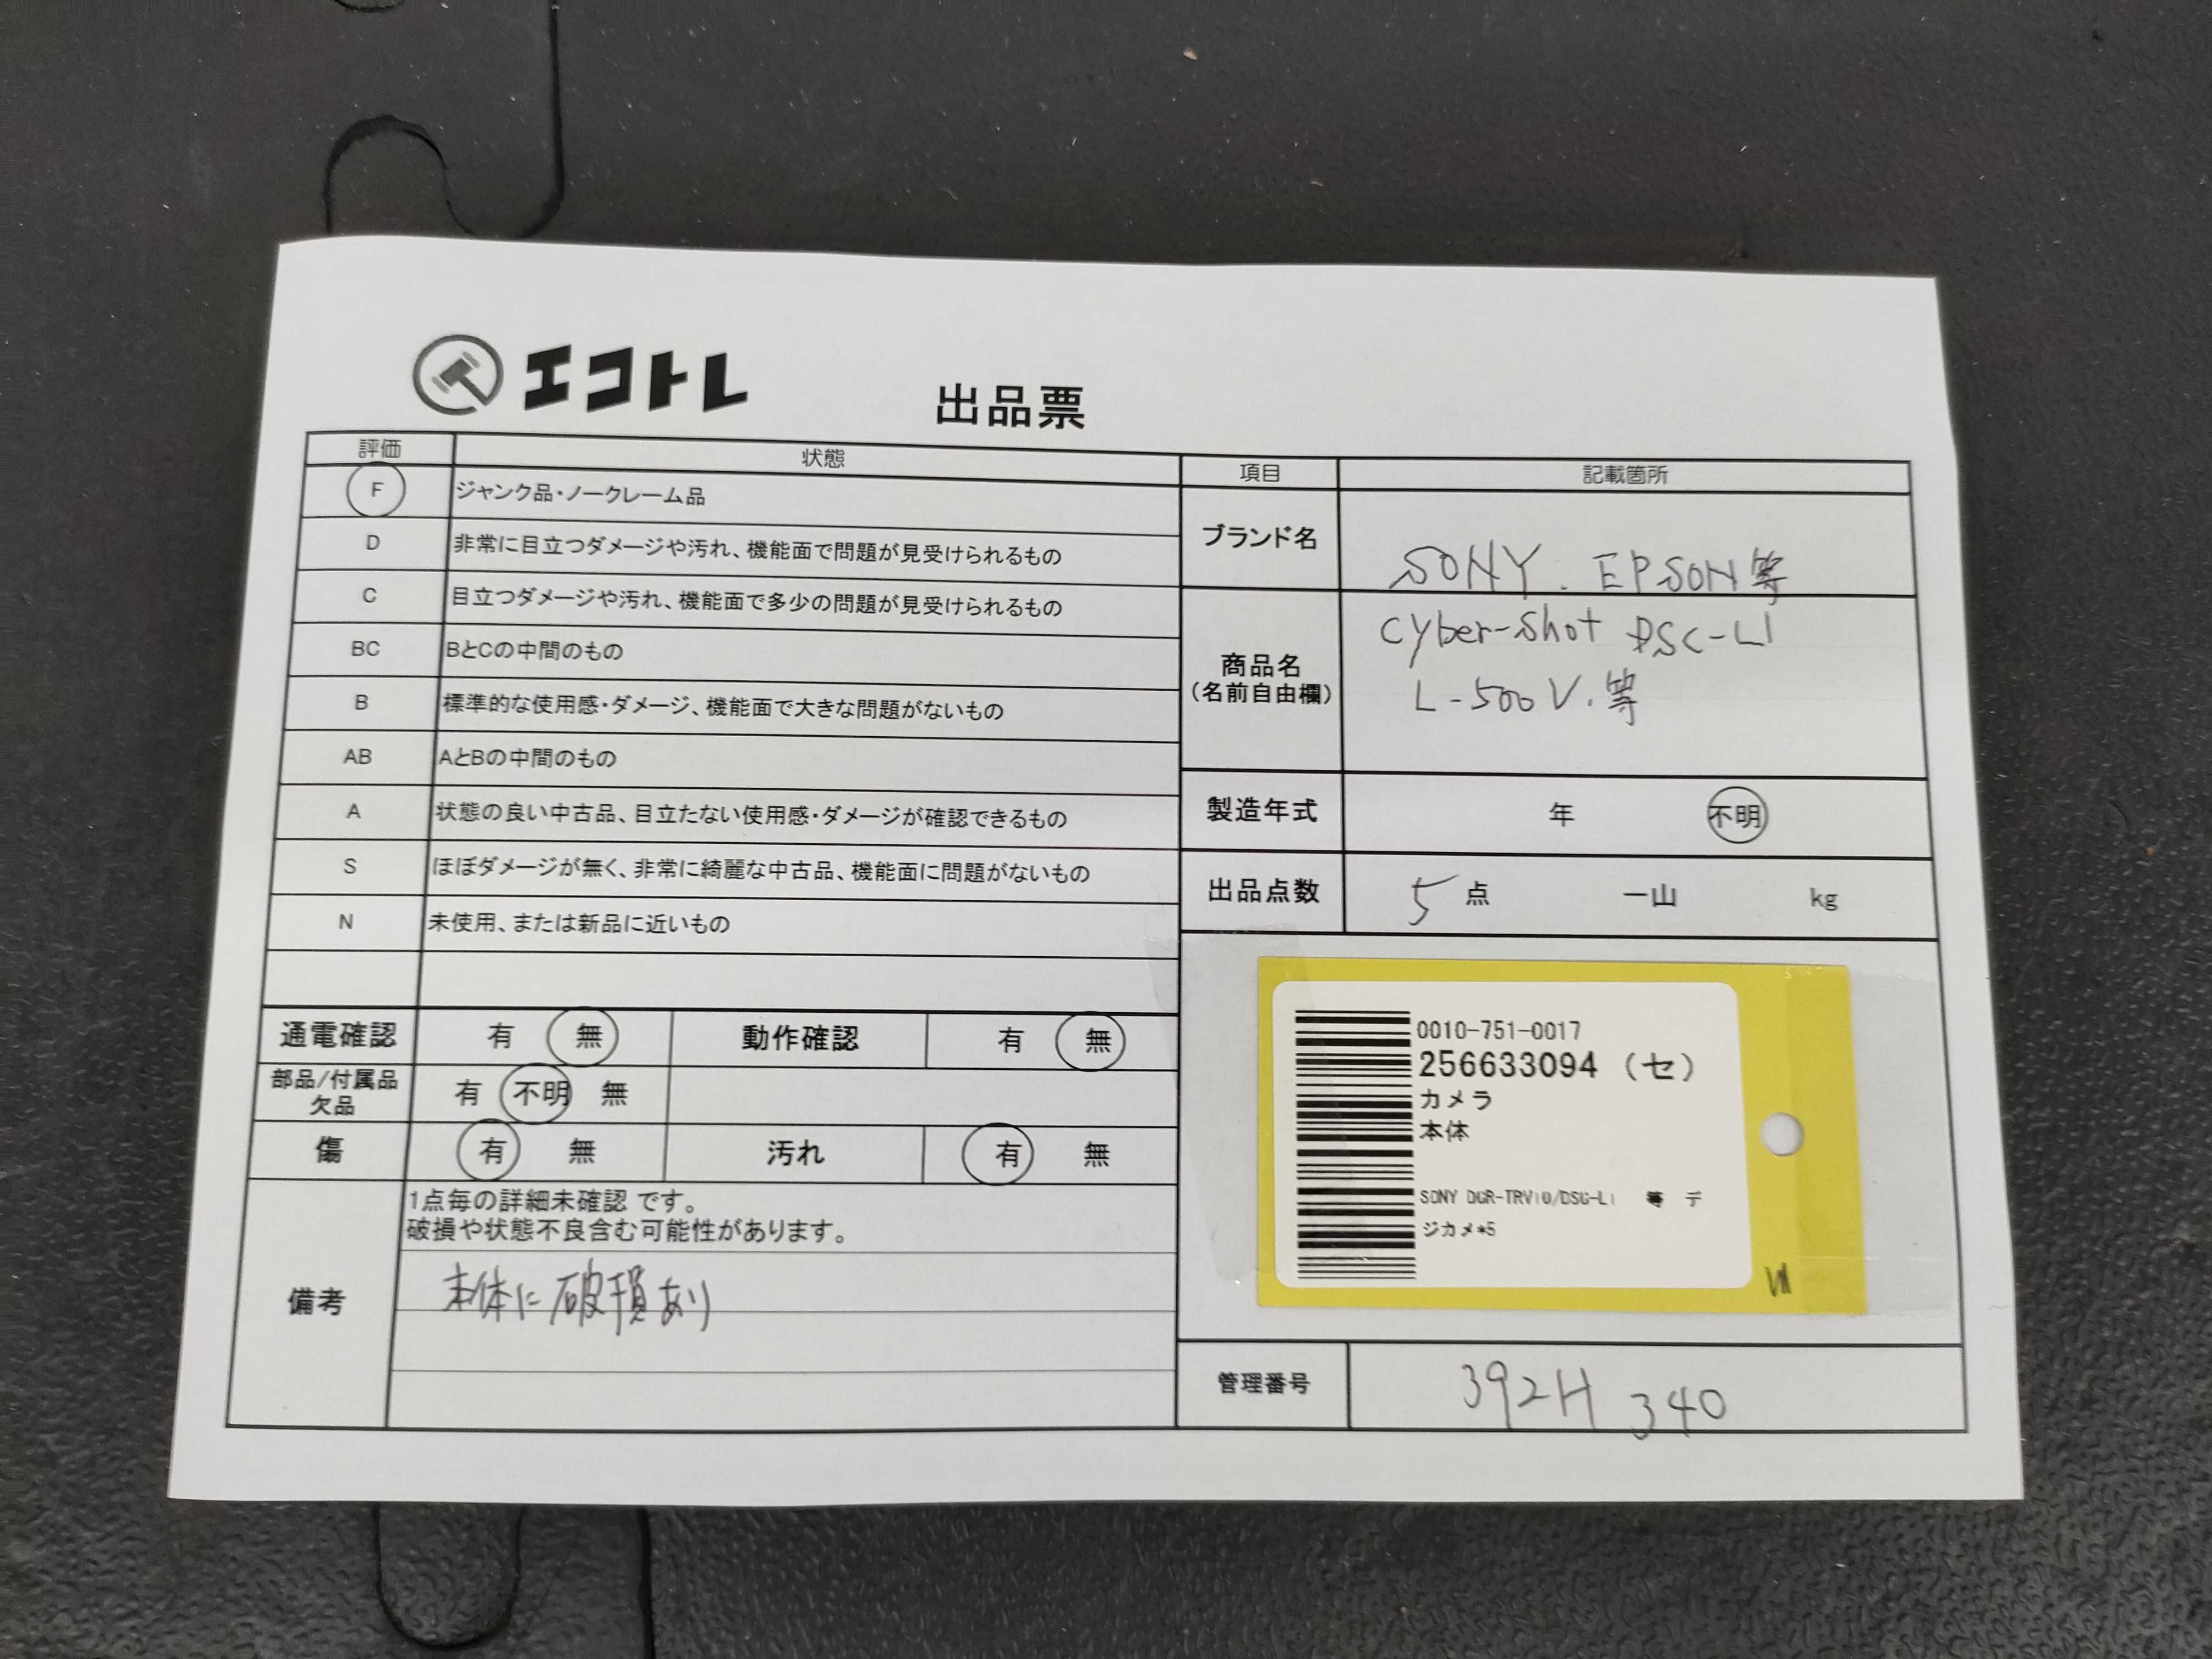 エコトレ
出品票
評価 状態
F ジャンク品・ノークレーム品
D 非常に目立つダメージや汚れ、機能面で問題が見受けられるもの
C 目立つダメージや汚れ、機能面で多少の問題が見受けられるもの
BC BとCの中間のもの
B 標準的な使用感・ダメージ、機能面で大きな問題がないもの
AB AとBの中間のもの
A 状態の良い中古品、目立たない使用感・ダメージが確認できるもの
S ほぼダメージが無く、非常に綺麗な中古品、機能面に問題がないもの
N 未使用、または新品に近いもの
通電確認 有 無 動作確認 有 無
部品/付属品
欠品 有 不明 無
傷 有 無 汚れ 有 無
備考
1点毎の詳細未確認 です。
破損や状態不良含む可能性があります。
本体に破損あり
項目 記載箇所
ブランド名 SONY. EPSON等
商品名
(名前自由欄)
Cyber-shot DSC-L1
L-500V.等
製造年式 年 不明
出品点数 5 点 一山 kg
0010-751-0017
256633094 (セ)
カメラ
本体
SONY DCR-TRV10/DSC-L1 等 デ
ジカメ*5
管理番号 392H 340